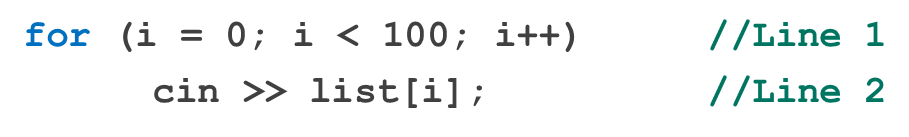 for (i = 0; i < 100; i++) //Line 1
cin >> list[i]; //Line 2